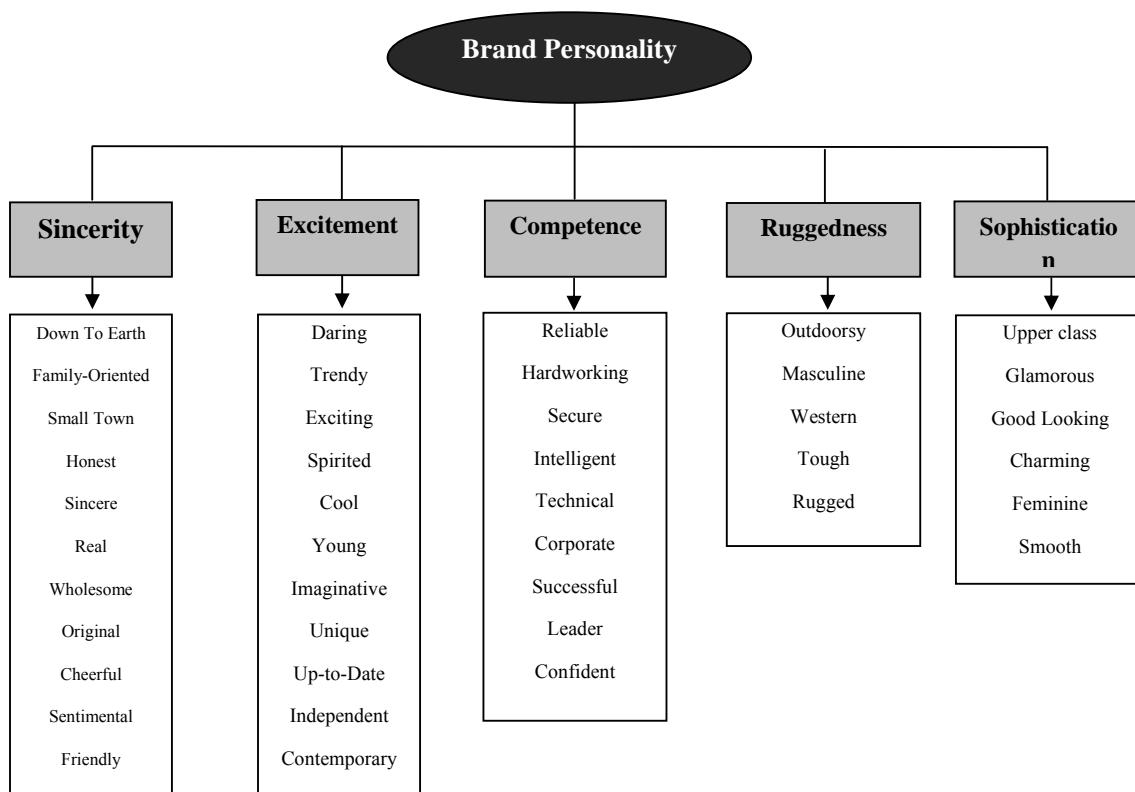 Brand Personality
Sincerity
Excitement
Competence
Ruggedness
Sophisticatio
n
Down To Earth
Family-Oriented
Small Town
Honest
Sincere
Real
Wholesome
Original
Cheerful
Sentimental
Friendly
Daring
Trendy
Exciting
Spirited
Cool
Young
Imaginative
Unique
Up-to-Date
Independent
Contemporary
Reliable
Hardworking
Secure
Intelligent
Technical
Corporate
Successful
Leader
Confident
Outdoorsy
Masculine
Western
Tough
Rugged
Upper class
Glamorous
Good Looking
Charming
Feminine
Smooth